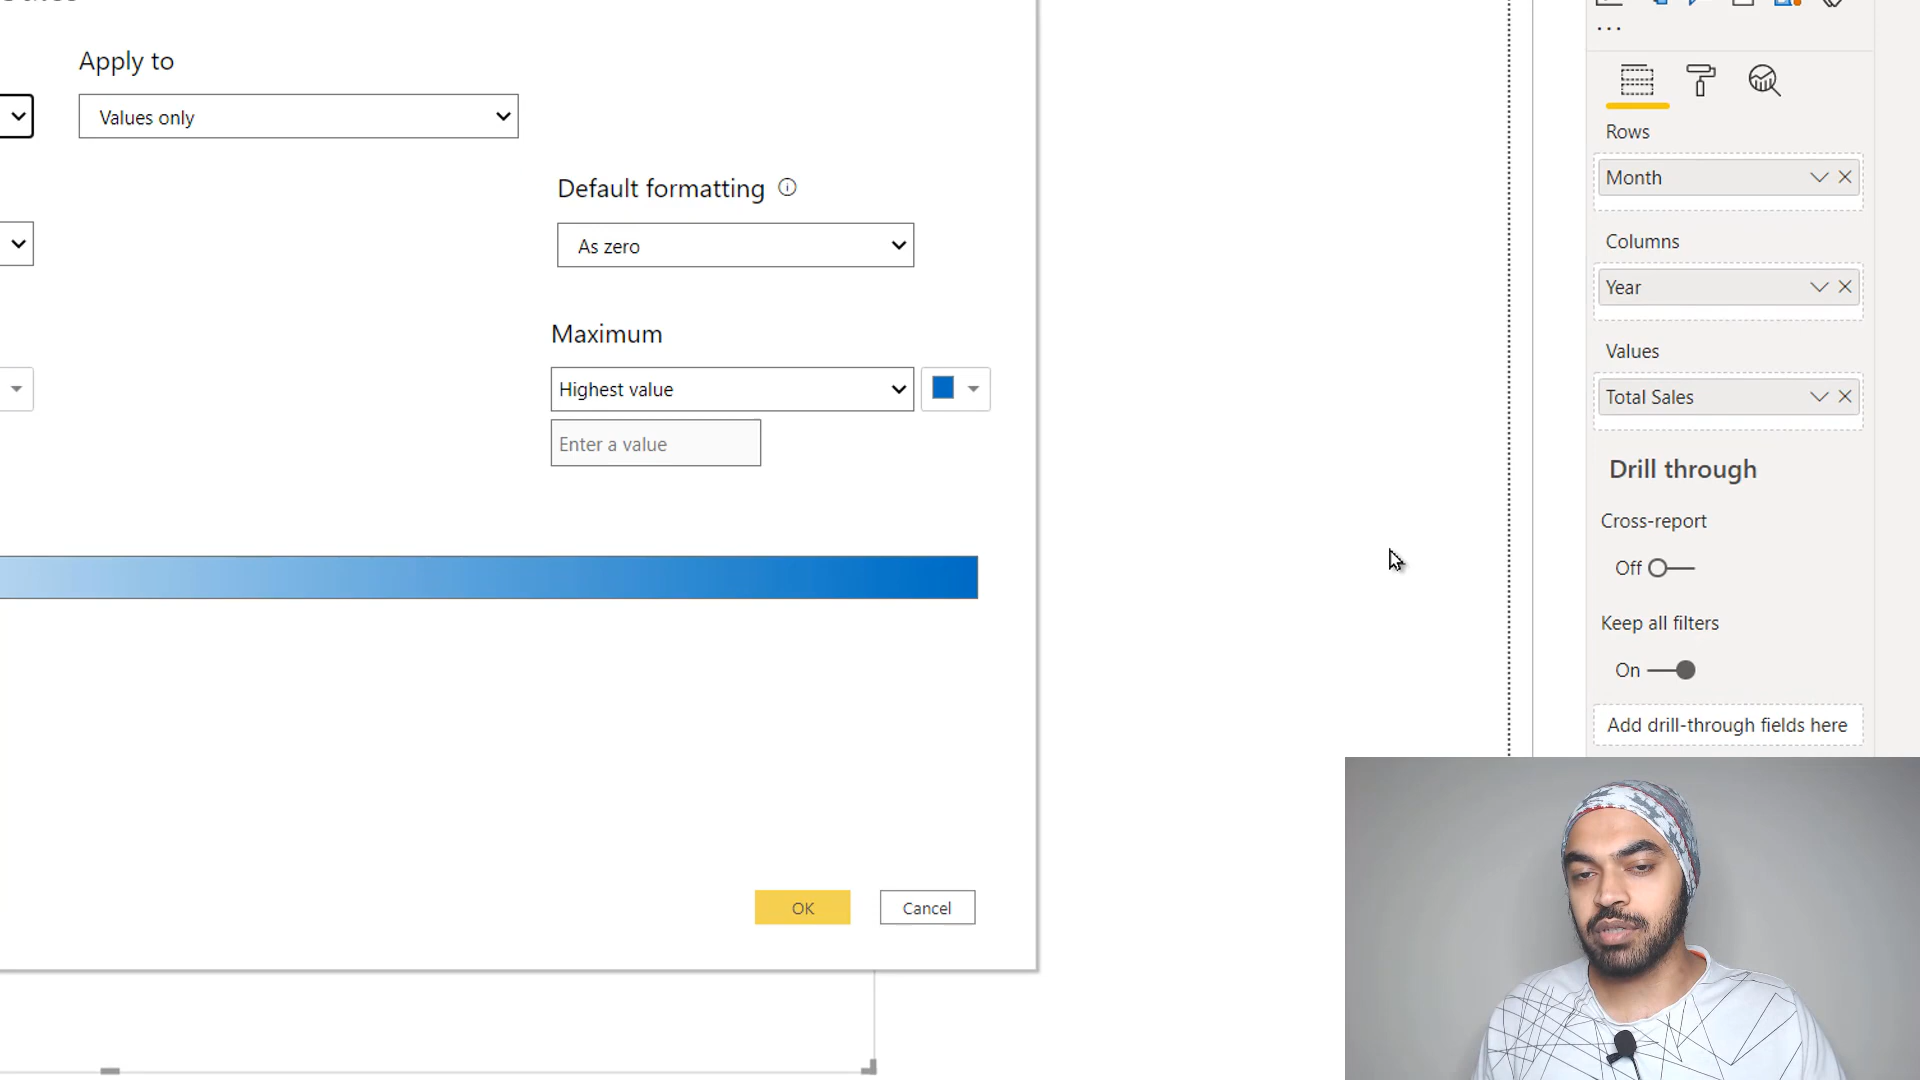 Apply to
Values only
Default formatting
As zero
Maximum
Highest value
Enter a value
OK
Cancel
...
Rows
Month
Columns
Year
Values
Total Sales
Drill through
Cross-report
Off
Keep all filters
On
Add drill-through fields here